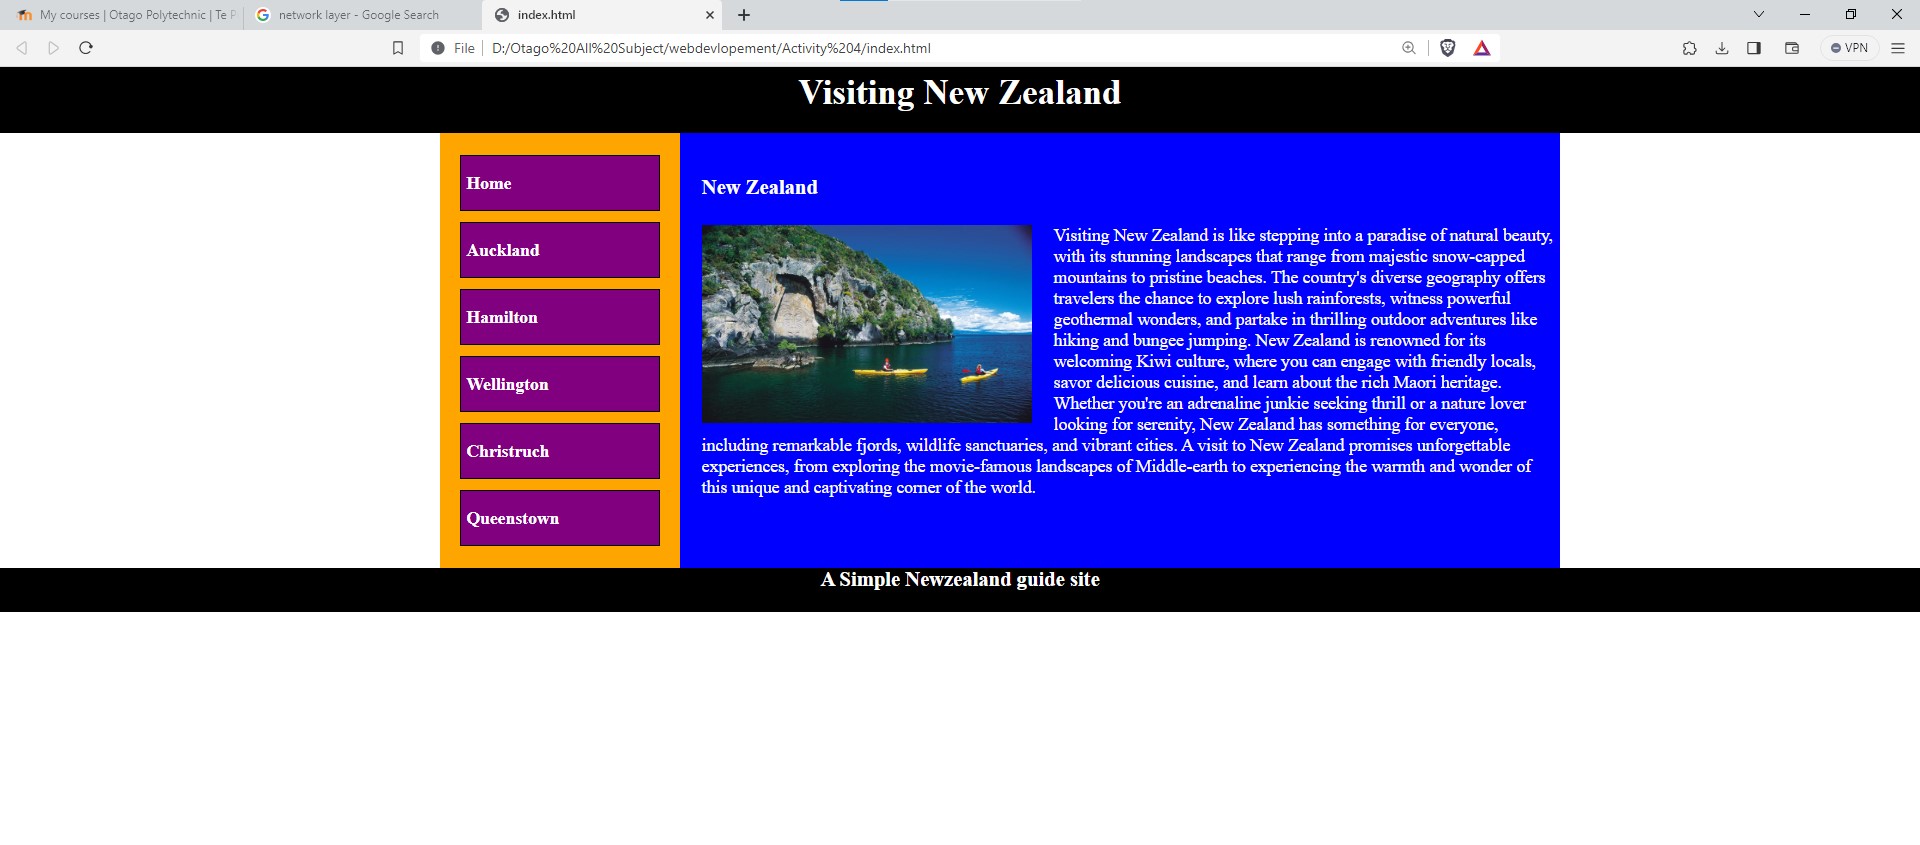 My courses | Otago Polytechnic | Te P
network layer - Google Search
index.html
File
D:/Otago%20All%20Subject/webdevlopement/Activity%204/index.html
VPN
Visiting New Zealand
Home
Auckland
Hamilton
Wellington
Christruch
Queenstown
New Zealand
Visiting New Zealand is like stepping into a paradise of natural beauty,
with its stunning landscapes that range from majestic snow-capped
mountains to pristine beaches. The country's diverse geography offers
travelers the chance to explore lush rainforests, witness powerful
geothermal wonders, and partake in thrilling outdoor adventures like
hiking and bungee jumping. New Zealand is renowned for its
welcoming Kiwi culture, where you can engage with friendly locals,
savor delicious cuisine, and learn about the rich Maori heritage.
Whether you're an adrenaline junkie seeking thrill or a nature lover
looking for serenity, New Zealand has something for everyone,
including remarkable fjords, wildlife sanctuaries, and vibrant cities. A visit to New Zealand promises unforgettable
experiences, from exploring the movie-famous landscapes of Middle-earth to experiencing the warmth and wonder of
this unique and captivating corner of the world.
A Simple Newzealand guide site